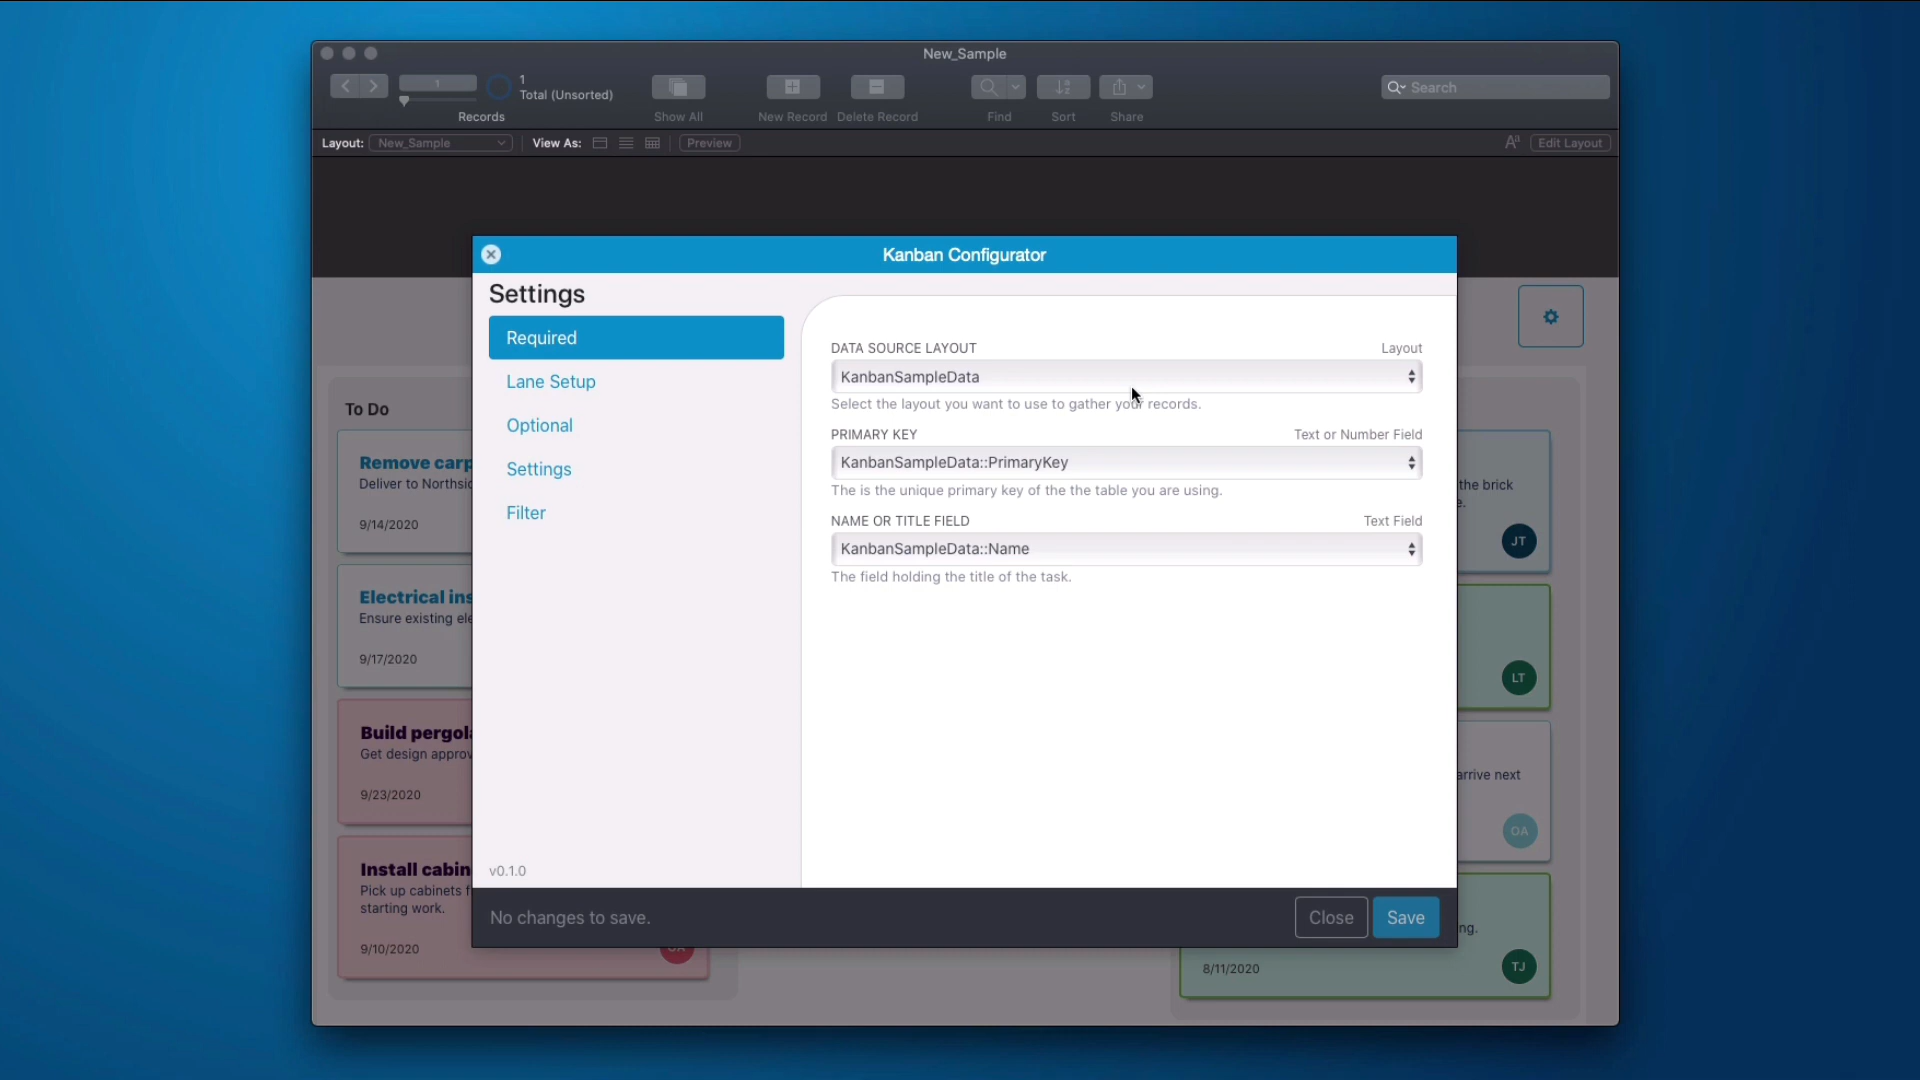 New_Sample
1
1
Total (Unsorted)
Search
Records
Show All
New Record
Delete Record
Find
Sort
Share
Layout:
New_Sample
View As:
Preview
Aª
Edit Layout
Kanban Configurator
Settings
Required
Lane Setup
Optional
Settings
Filter
v0.1.0
DATA SOURCE LAYOUT
Layout
KanbanSampleData
Select the layout you want to use to gather your records.
PRIMARY KEY
Text or Number Field
KanbanSampleData::PrimaryKey
The is the unique primary key of the the table you are using.
NAME OR TITLE FIELD
Text Field
KanbanSampleData::Name
The field holding the title of the task.
No changes to save.
Close
Save
To Do
Remove carp
Deliver to Northsid
9/14/2020
Electrical ins
Ensure existing ele
9/17/2020
Build pergola
Get design approv
9/23/2020
Install cabin
Pick up cabinets f
starting work.
9/10/2020
the brick
e.
JT
LT
arrive next
OA
ng.
8/11/2020
TJ